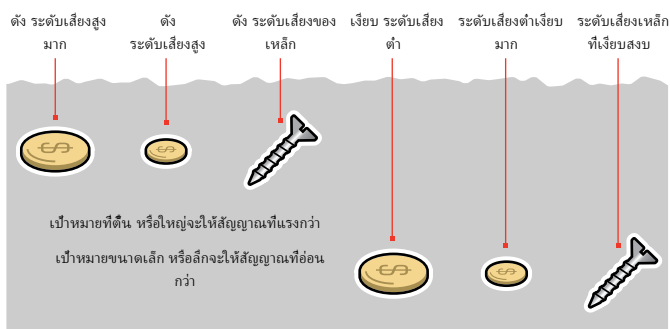 ดัง ระดับเสียงสูง
มาก
ดัง
ระดับเสียงสูง
ดัง ระดับเสียงของ
เหล็ก
เงียบ ระดับเสียง
ต่ำ
ระดับเสียงต่ำเงียบ
มาก
ระดับเสียงเหล็ก
ที่เงียบสงบ
เป้าหมายที่ตื้น หรือใหญ่จะให้สัญญาณที่แรงกว่า
เป้าหมายขนาดเล็ก หรือลึกจะให้สัญญาณที่อ่อน
กว่า